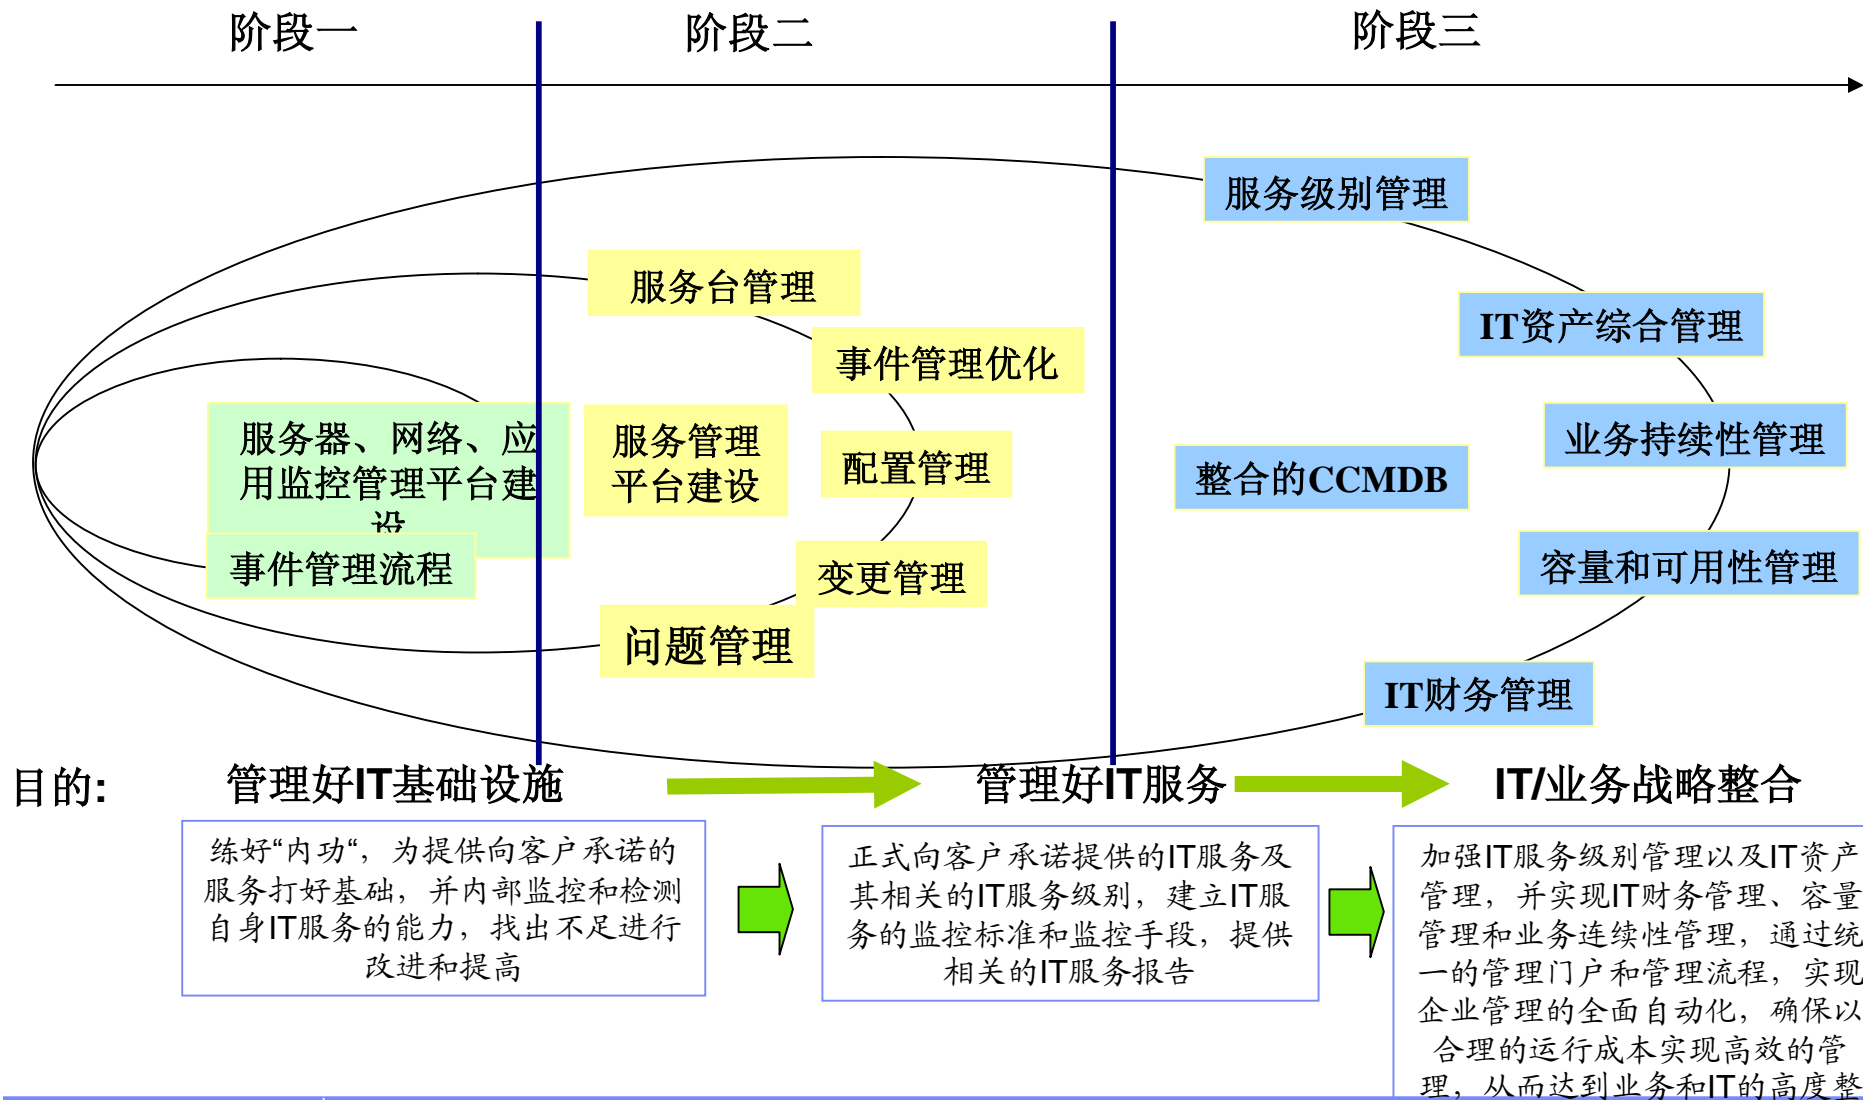 阶段一
阶段二
阶段三
服务级别管理
服务台管理
IT资产综合管理
事件管理优化
服务器、网络、应
用监控管理平台建
设
服务管理
平台建设
配置管理
整合的CCMDB
业务持续性管理
事件管理流程
变更管理
容量和可用性管理
问题管理
IT财务管理
目的:
管理好IT基础设施
管理好IT服务
IT/业务战略整合
练好“内功“，为提供向客户承诺的
服务打好基础，并内部监控和检测
自身IT服务的能力，找出不足进行
改进和提高
正式向客户承诺提供的IT服务及
其相关的IT服务级别，建立IT服
务的监控标准和监控手段，提供
相关的IT服务报告
加强IT服务级别管理以及IT资产
管理，并实现IT财务管理、容量
管理和业务连续性管理，通过统
一的管理门户和管理流程，实现
企业管理的全面自动化，确保以
合理的运行成本实现高效的管
理，从而达到业务和IT的高度整